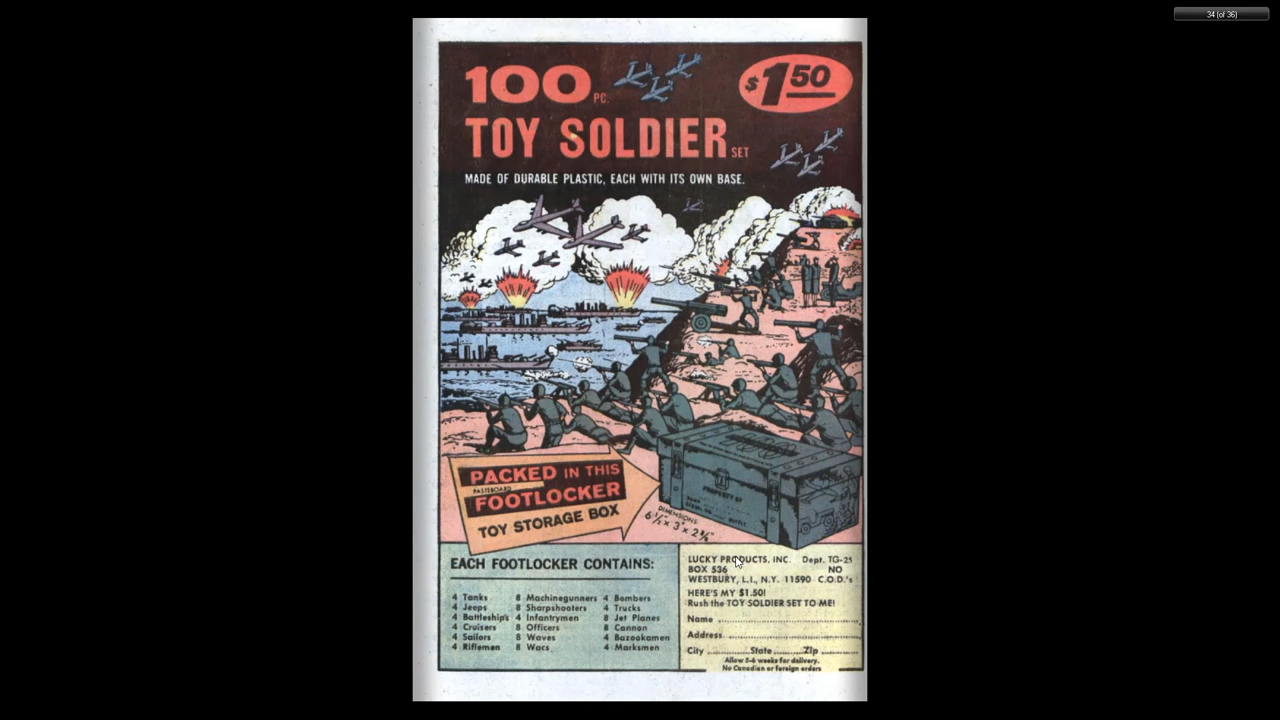 34 (of 36)
100 PC.
$1.50
TOY SOLDIER SET
MADE OF DURABLE PLASTIC, EACH WITH ITS OWN BASE.
PACKED IN THIS
PASTEBOARD
FOOTLOCKER
TOY STORAGE BOX
PROPERTY OF
DIMENSIONS:
6½" x 3" x 2¾"
EACH FOOTLOCKER CONTAINS:
4 Tanks
4 Jeeps
4 Battleships
4 Cruisers
4 Sailors
4 Riflemen
8 Machinegunners
8 Sharpshooters
4 Infantrymen
8 Officers
8 Waves
8 Wacs
4 Bombers
4 Trucks
8 Jet Planes
8 Cannon
4 Bazookamen
4 Marksmen
LUCKY PRODUCTS, INC. Dept. TG-25
BOX 536 NO
WESTBURY, L.I., N.Y. 11590 C.O.D.'s
HERE'S MY $1.50!
Rush the TOY SOLDIER SET TO ME!
Name
Address
City State Zip
Allow 5-6 weeks for delivery.
No Canadian or foreign orders